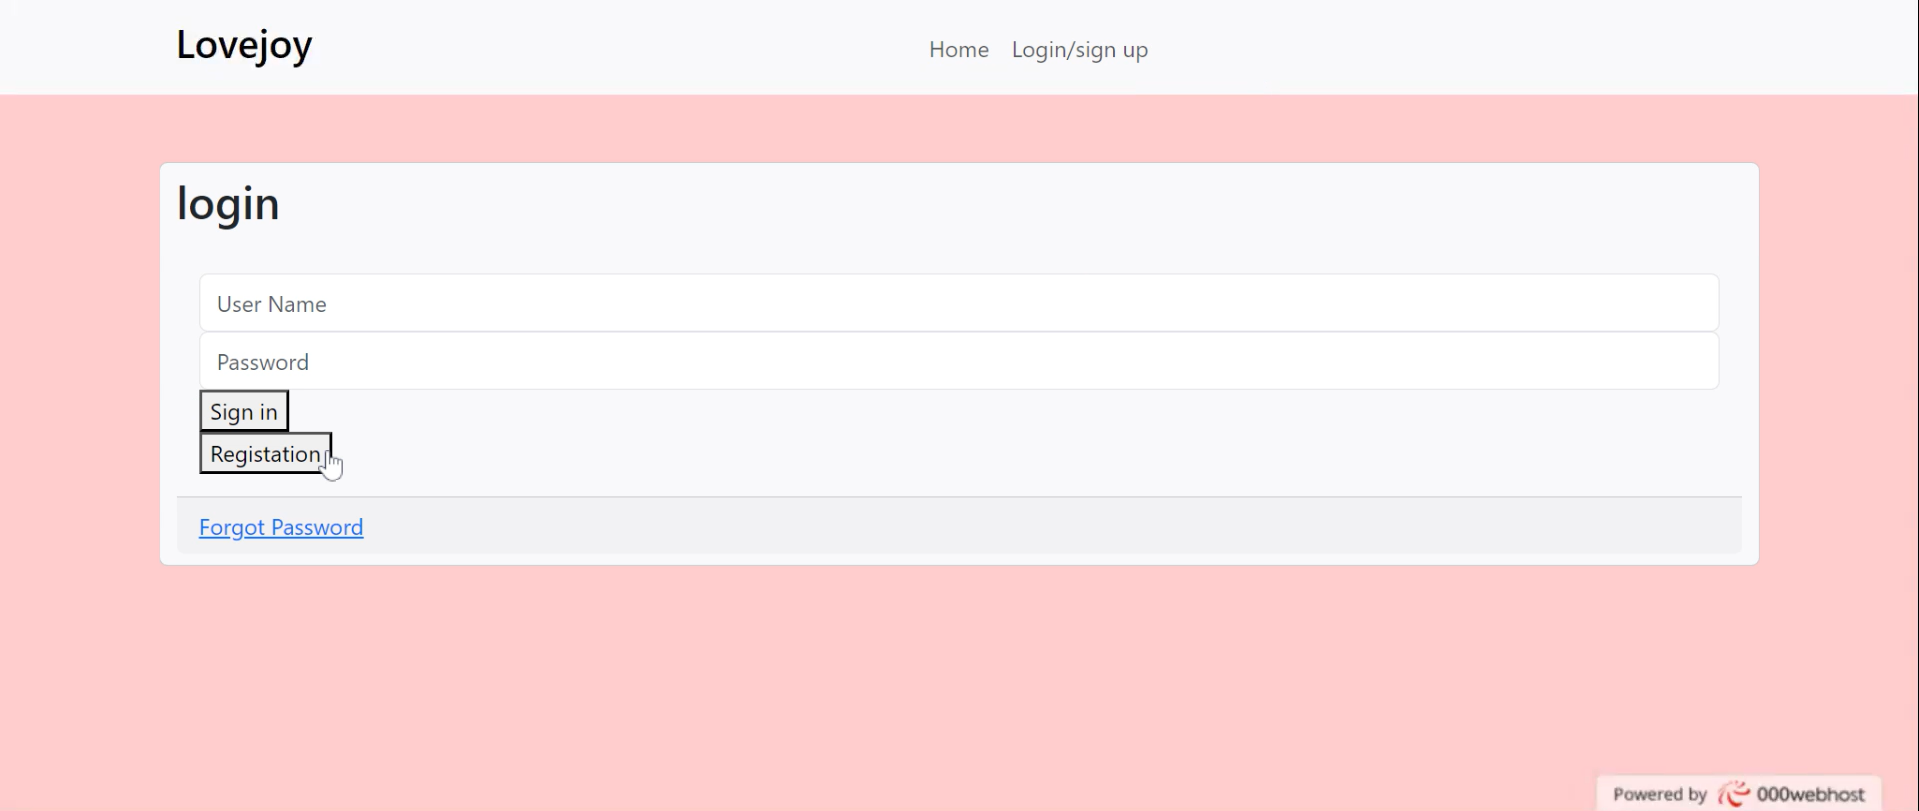 Lovejoy
Home Login/sign up
login
User Name
Password
Sign in
Registation
Forgot Password
Powered by 000webhost